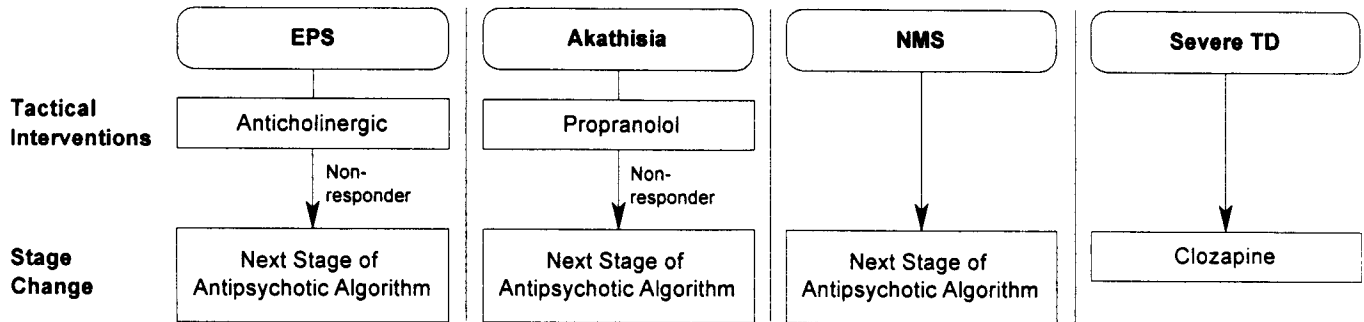 EPS
Akathisia
NMS
Severe TD
Tactical
Interventions
Anticholinergic
Propranolol
Non-
responder
Non-
responder
Stage
Change
Next Stage of
Antipsychotic Algorithm
Next Stage of
Antipsychotic Algorithm
Next Stage of
Antipsychotic Algorithm
Clozapine